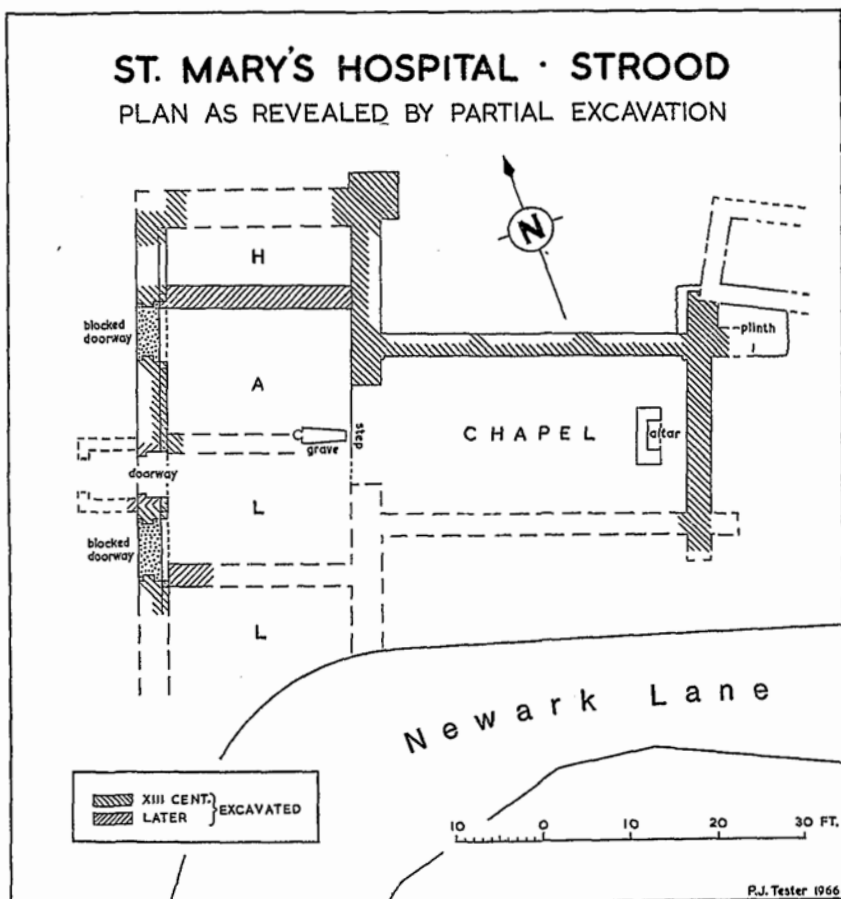 ST. MARY'S HOSPITAL · STROOD
PLAN AS REVEALED BY PARTIAL EXCAVATION
N
H
blocked
doorway
plinth
A
CHAPEL
altar
step
grave
doorway
L
blocked
doorway
L
Newark Lane
XIII CENT.
LATER
EXCAVATED
10 0 10 20 30 FT.
P.J. Tester 1966